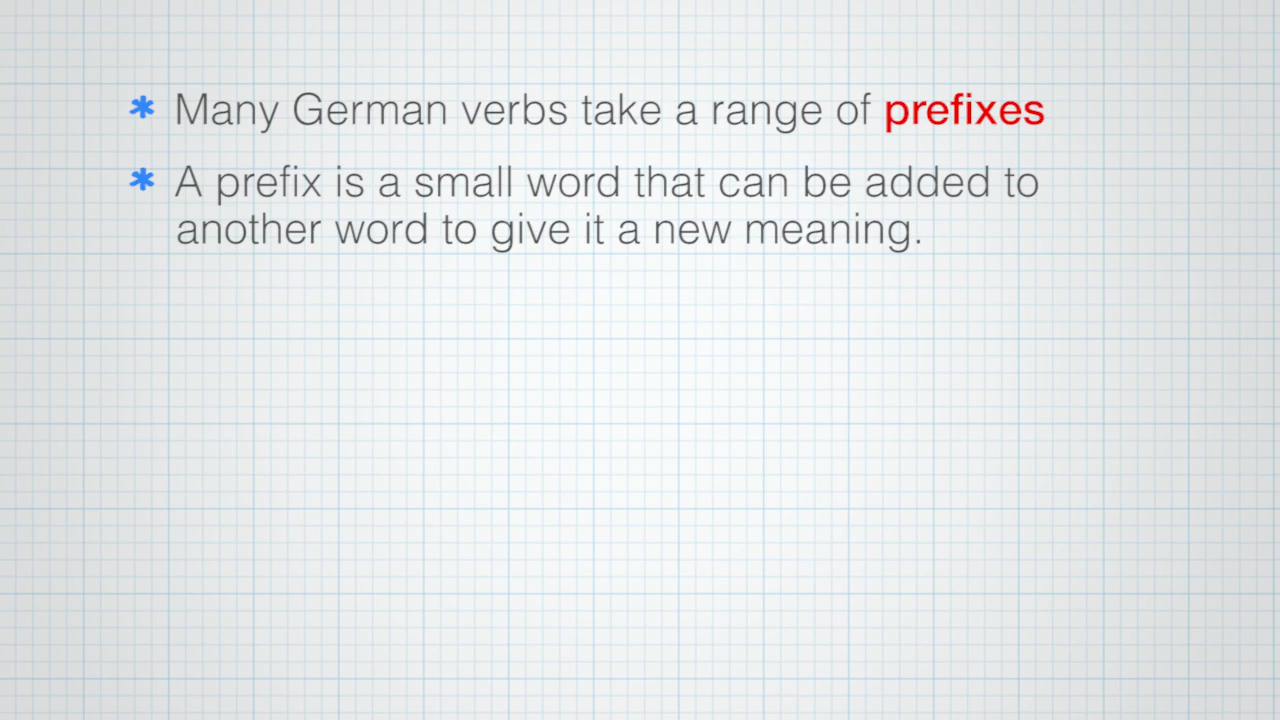 * Many German verbs take a range of prefixes
* A prefix is a small word that can be added to
another word to give it a new meaning.